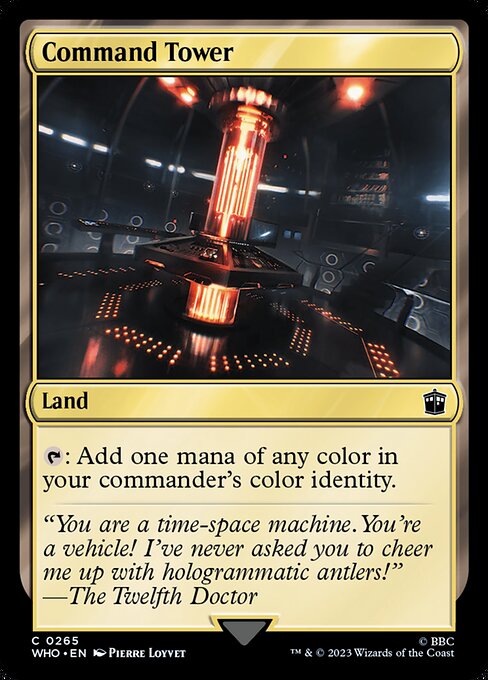 Command Tower
Land
: Add one mana of any color in
your commander's color identity.
“You are a time-space machine. You're
a vehicle! I've never asked you to cheer
me up with hologrammatic antlers!”
—The Twelfth Doctor
C 0265
WHO • EN Pierre Loyvet
© BBC
™ & © 2023 Wizards of the Coast